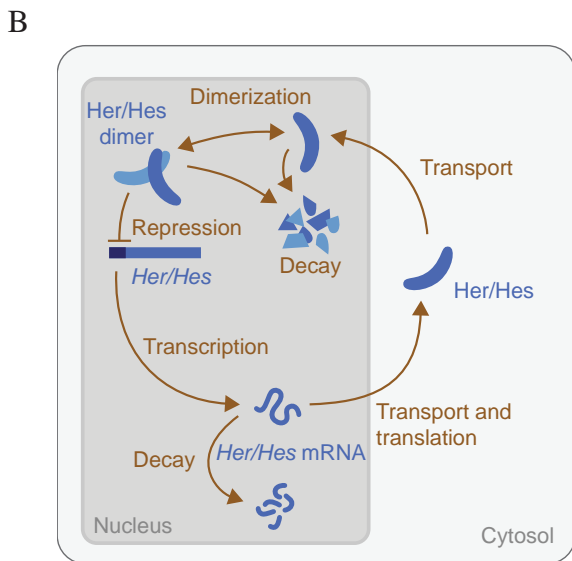 B
Dimerization
Her/Hes
dimer
Transport
Repression
Her/Hes
Decay
Her/Hes
Transcription
Transport and
translation
Decay
Her/Hes mRNA
Nucleus
Cytosol